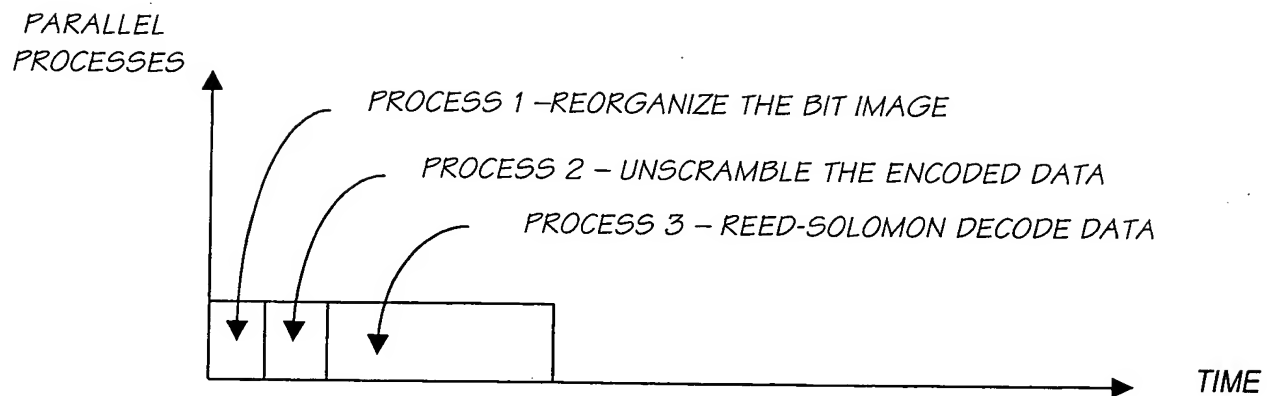 PARALLEL
PROCESSES
PROCESS 1 –REORGANIZE THE BIT IMAGE
PROCESS 2 – UNSCRAMBLE THE ENCODED DATA
PROCESS 3 – REED-SOLOMON DECODE DATA
TIME